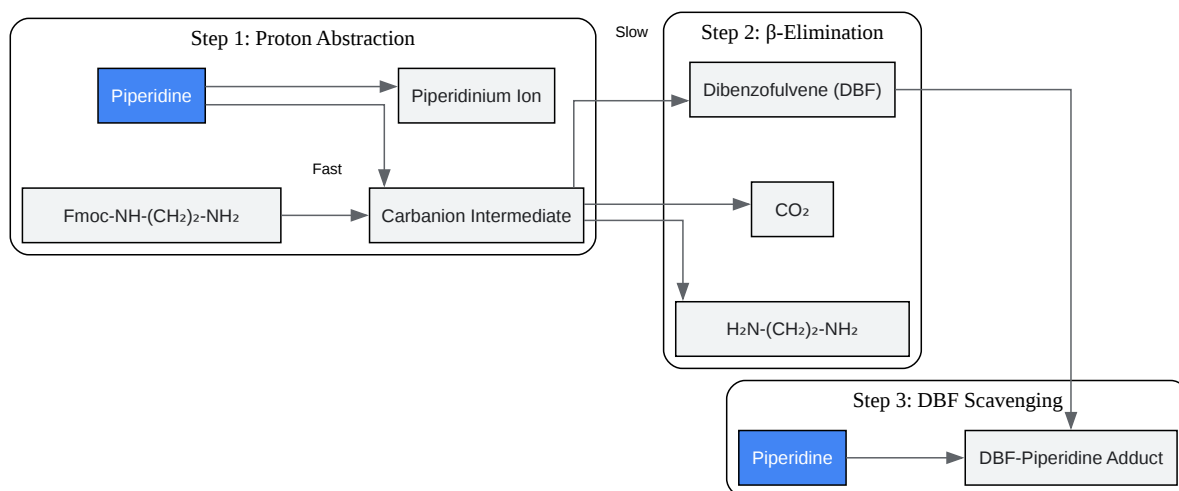 Step 1: Proton Abstraction
Slow
Step 2: β-Elimination
Piperidine
Piperidinium Ion
Dibenzofulvene (DBF)
Fast
Fmoc-NH-(CH₂)₂-NH₂
Carbanion Intermediate
CO₂
H₂N-(CH₂)₂-NH₂
Step 3: DBF Scavenging
Piperidine
DBF-Piperidine Adduct